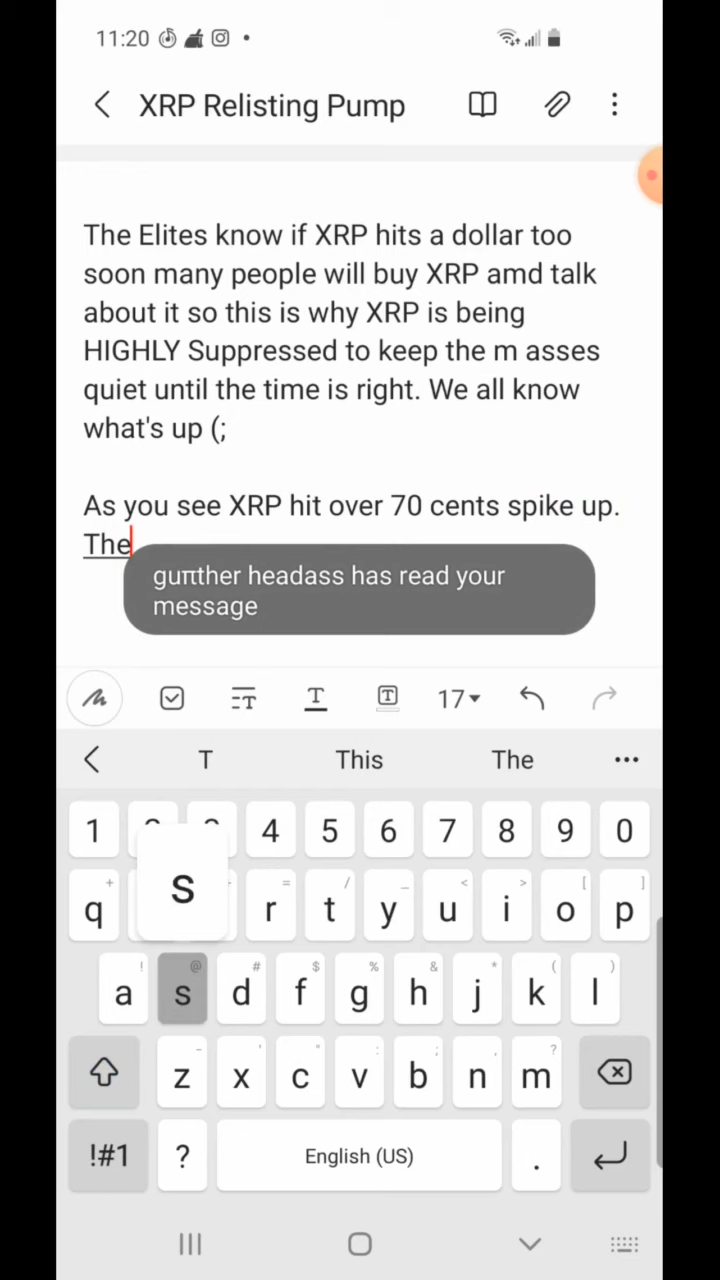 11:20
XRP Relisting Pump
The Elites know if XRP hits a dollar too
soon many people will buy XRP amd talk
about it so this is why XRP is being
HIGHLY Suppressed to keep the m asses
quiet until the time is right. We all know
what's up (;
As you see XRP hit over 70 cents spike up.
The
guπther headass has read your
message
17
T This The
1 4 5 6 7 8 9 0
+ = / _ < > [ ]
q r t y u i o p
s
! @ # $ % & * ( )
a s d f g h j k l
- ' " : ; , ?
z x c v b n m
!#1 ? English (US) .